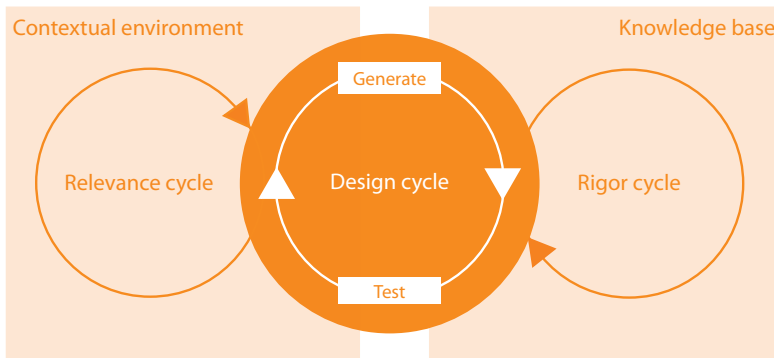 Contextual environment
Knowledge base
Generate
Relevance cycle
Design cycle
Rigor cycle
Test